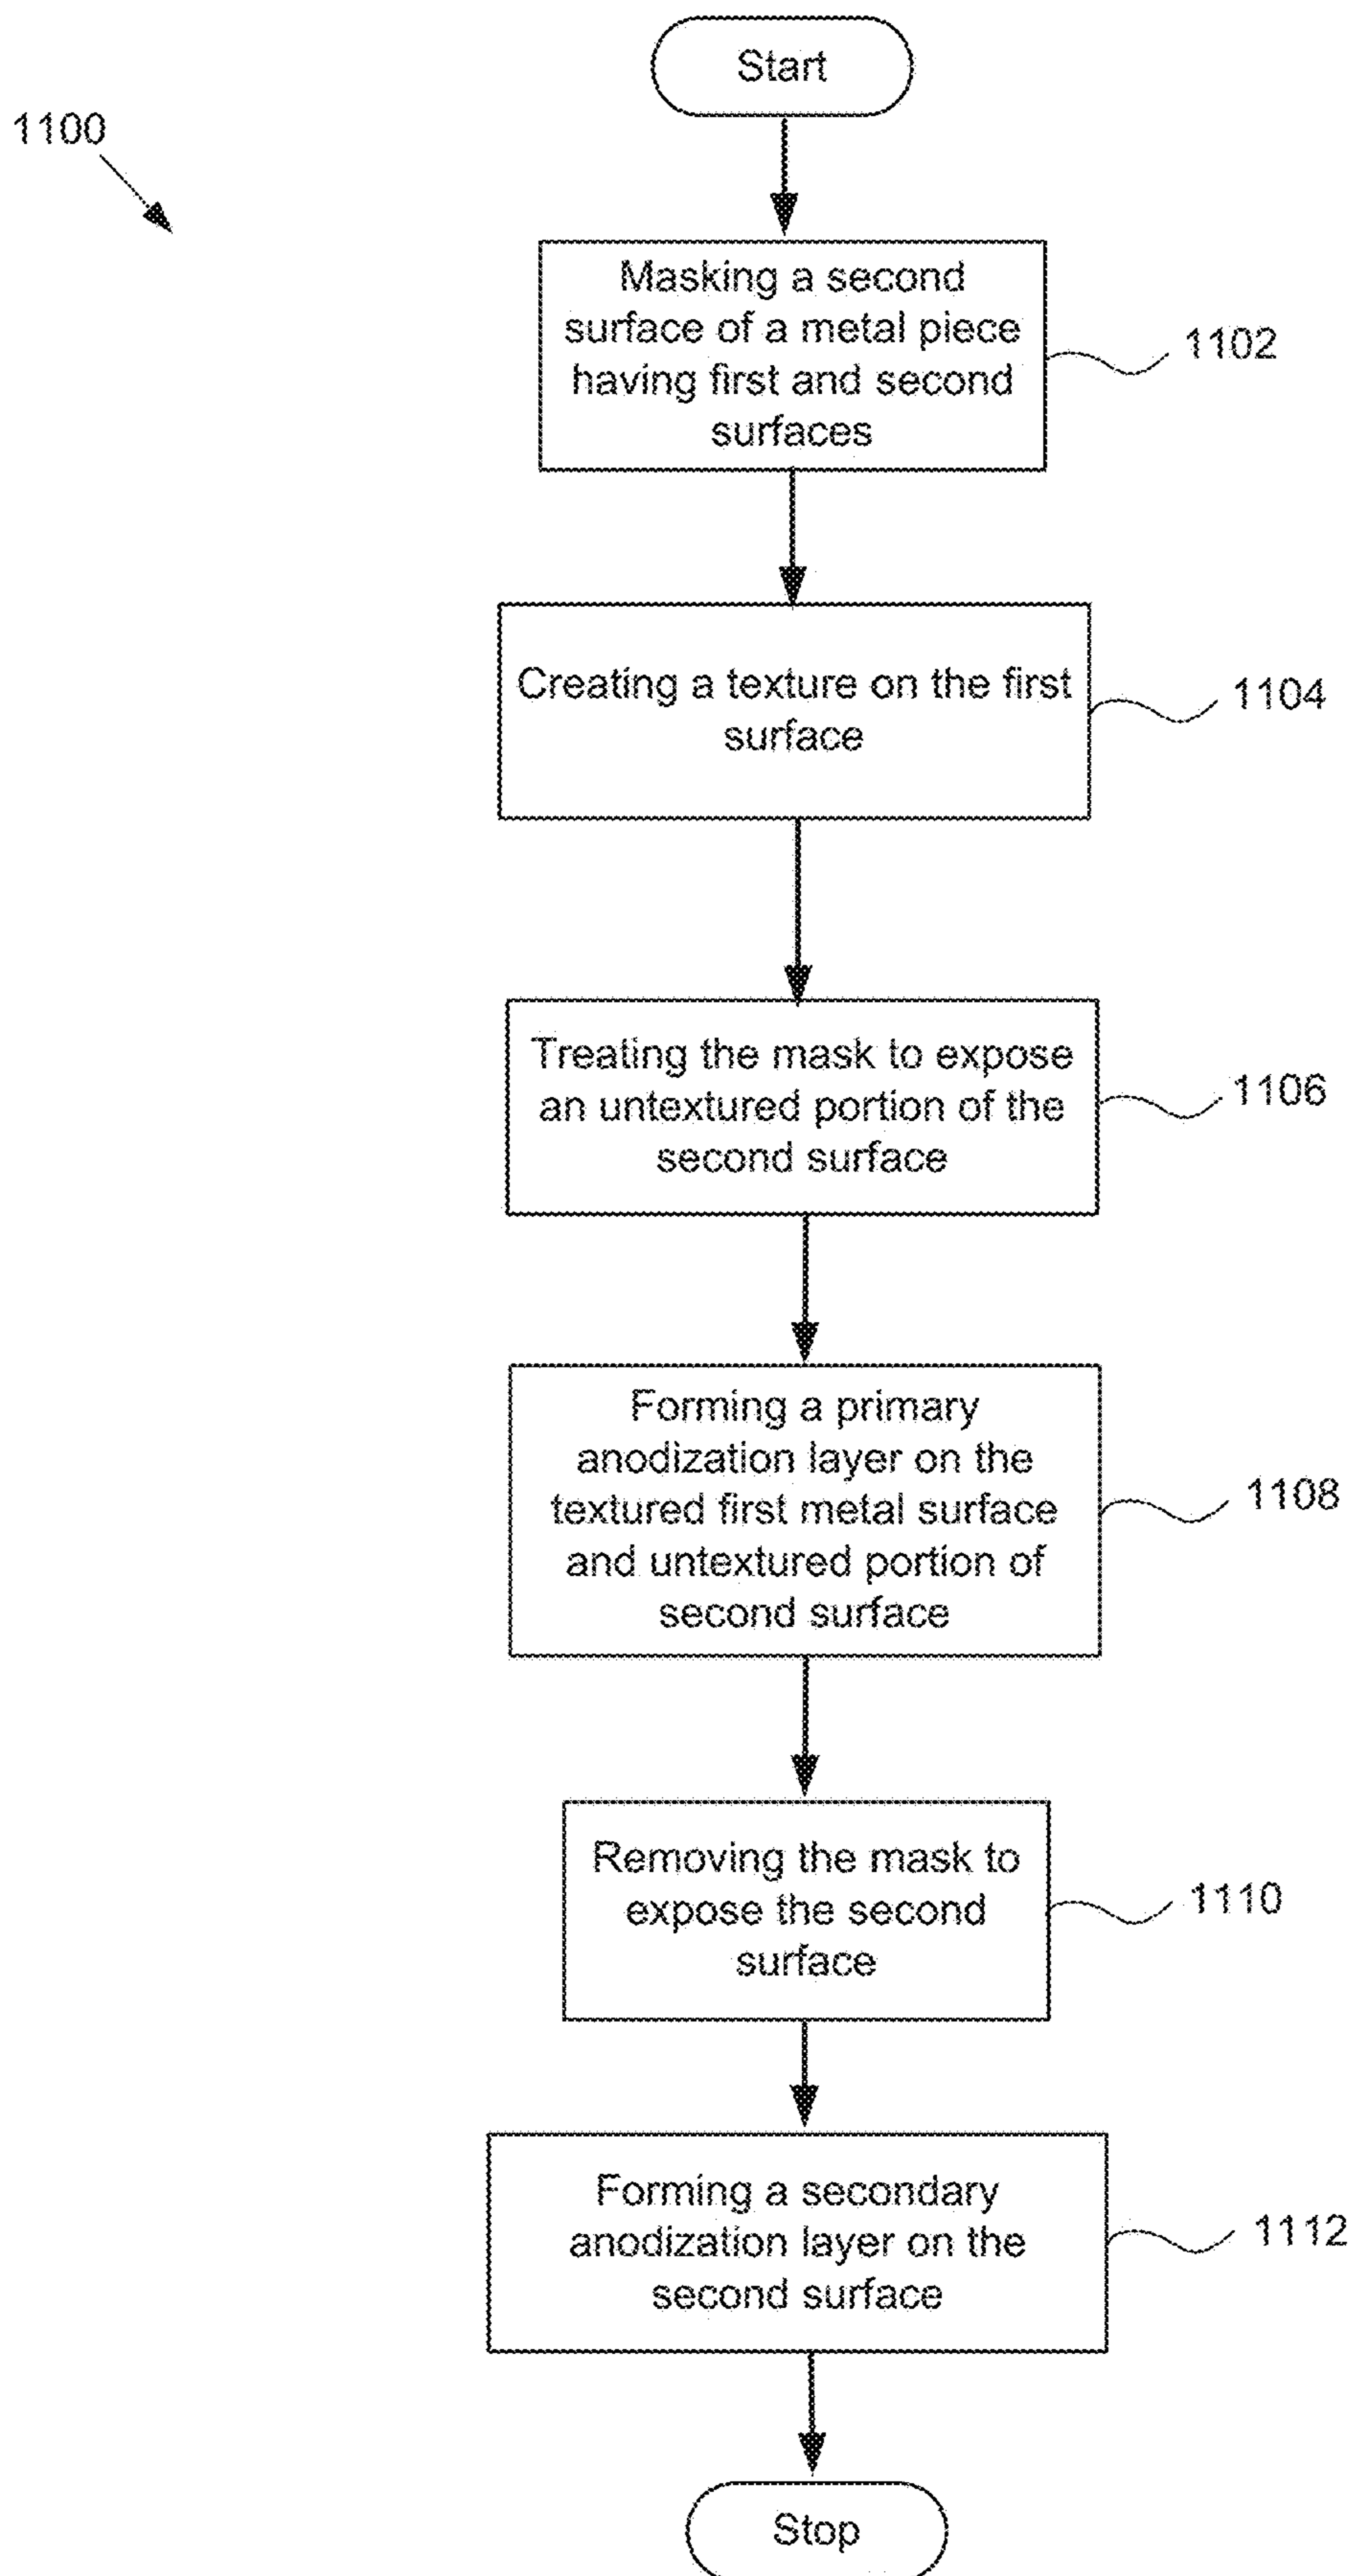 Start
1100
Masking a second
surface of a metal piece
having first and second
surfaces
1102
Creating a texture on the first
surface
1104
Treating the mask to expose
an untextured portion of the
second surface
1106
Forming a primary
anodization layer on the
textured first metal surface
and untextured portion of
second surface
1108
Removing the mask to
expose the second
surface
1110
Forming a secondary
anodization layer on the
second surface
1112
Stop